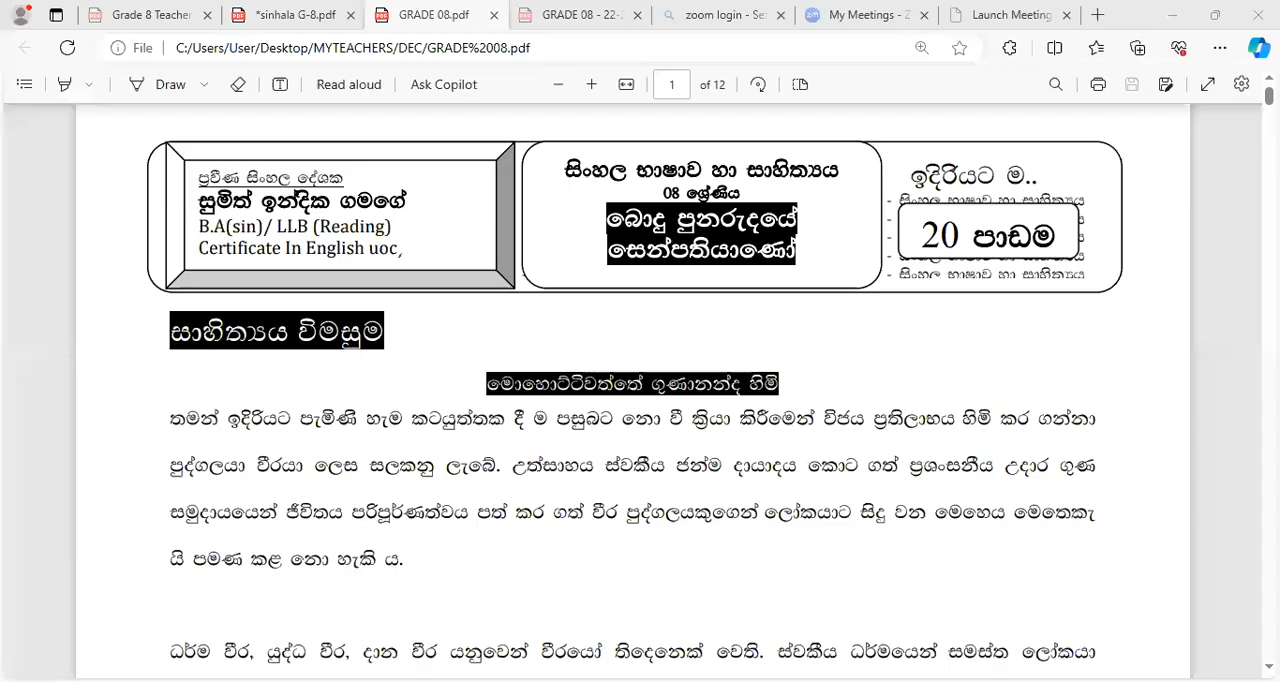 Grade 8 Teacher
*sinhala G-8.pdf
GRADE 08.pdf
GRADE 08 - 22-
zoom login - Se
My Meetings - Z
Launch Meeting
File
C:/Users/User/Desktop/MYTEACHERS/DEC/GRADE%2008.pdf
Draw
Read aloud
Ask Copilot
1
of 12
ප්‍රවීණ සිංහල දේශක
සුමිත් ඉන්දික ගමගේ
B.A(sin)/ LLB (Reading)
Certificate In English uoc,
සිංහල භාෂාව හා සාහිත්‍යය
08 ශ්‍රේණිය
බොදු පුනරුදයේ
සෙන්පතියාණෝ
ඉදිරියට ම..
- සිංහල භාෂාව හා සාහිත්‍යය
20 පාඩම
- සිංහල භාෂාව හා සාහිත්‍යය
සාහිත්‍යය විමසුම
මොහොට්ටිවත්තේ ගුණානන්ද හිමි
තමන් ඉදිරියට පැමිණි හැම කටයුත්තක දී ම පසුබට නො වී ක්‍රියා කිරීමෙන් විජය ප්‍රතිලාභය හිමි කර ගන්නා
පුද්ගලයා වීරයා ලෙස සලකනු ලැබේ. උත්සාහය ස්වකීය ජන්ම දායාදය කොට ගත් ප්‍රශංසනීය උදාර ගුණ
සමුදායයෙන් ජීවිතය පරිපූර්ණත්වය පත් කර ගත් වීර පුද්ගලයකුගෙන් ලෝකයාට සිදු වන මෙහෙය මෙතෙකැ
යි පමණ කළ නො හැකි ය.
ධර්ම වීර, යුද්ධ වීර, දාන වීර යනුවෙන් වීරයෝ තිදෙනෙක් වෙති. ස්වකීය ධර්මයෙන් සමස්ත ලෝකයා